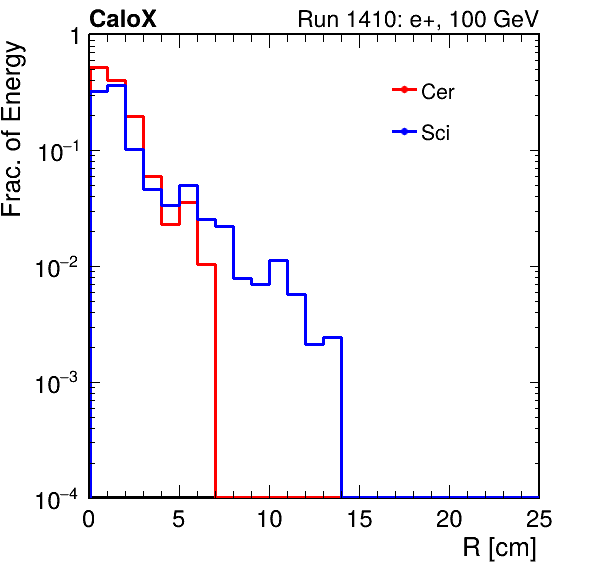 CaloX Run 1410: e+, 100 GeV
Frac. of Energy
1
10⁻¹
10⁻²
10⁻³
10⁻⁴
Cer
Sci
0 5 10 15 20 25
R [cm]